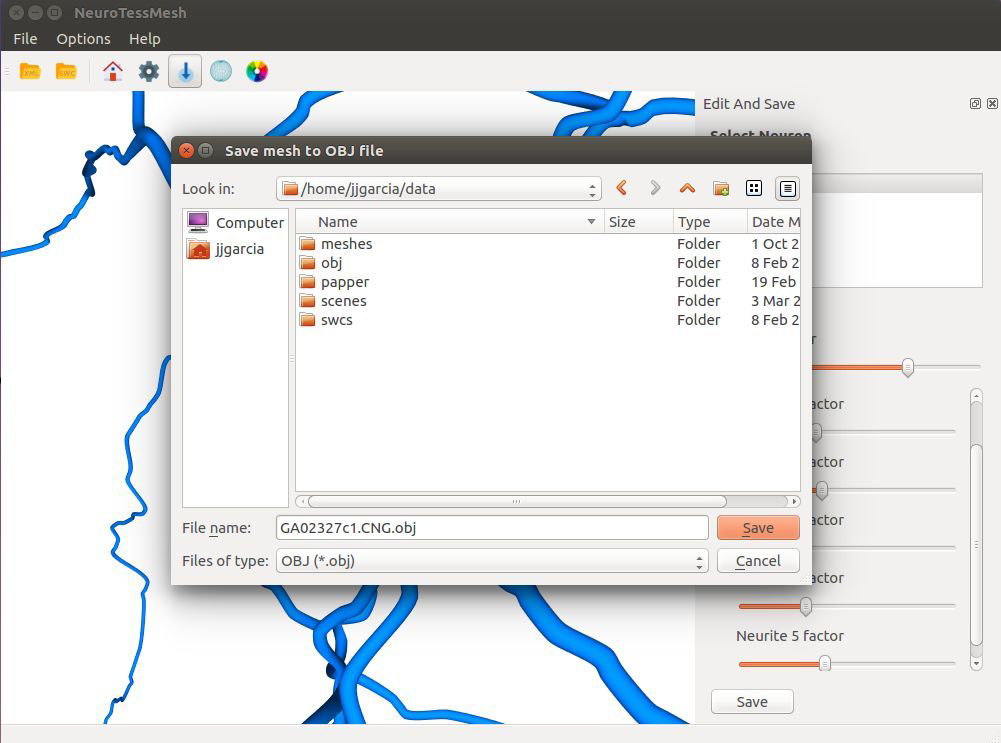 NeuroTessMesh
File Options Help
XML SWC
Edit And Save
Select Neuron
Save mesh to OBJ file
Look in: /home/jjgarcia/data
Computer
jjgarcia
Name Size Type Date M
meshes Folder 1 Oct 2
obj Folder 8 Feb 2
papper Folder 19 Feb
scenes Folder 3 Mar 2
swcs Folder 8 Feb 2
actor
actor
actor
actor
Neurite 5 factor
File name: GA02327c1.CNG.obj Save
Files of type: OBJ (*.obj) Cancel
Save